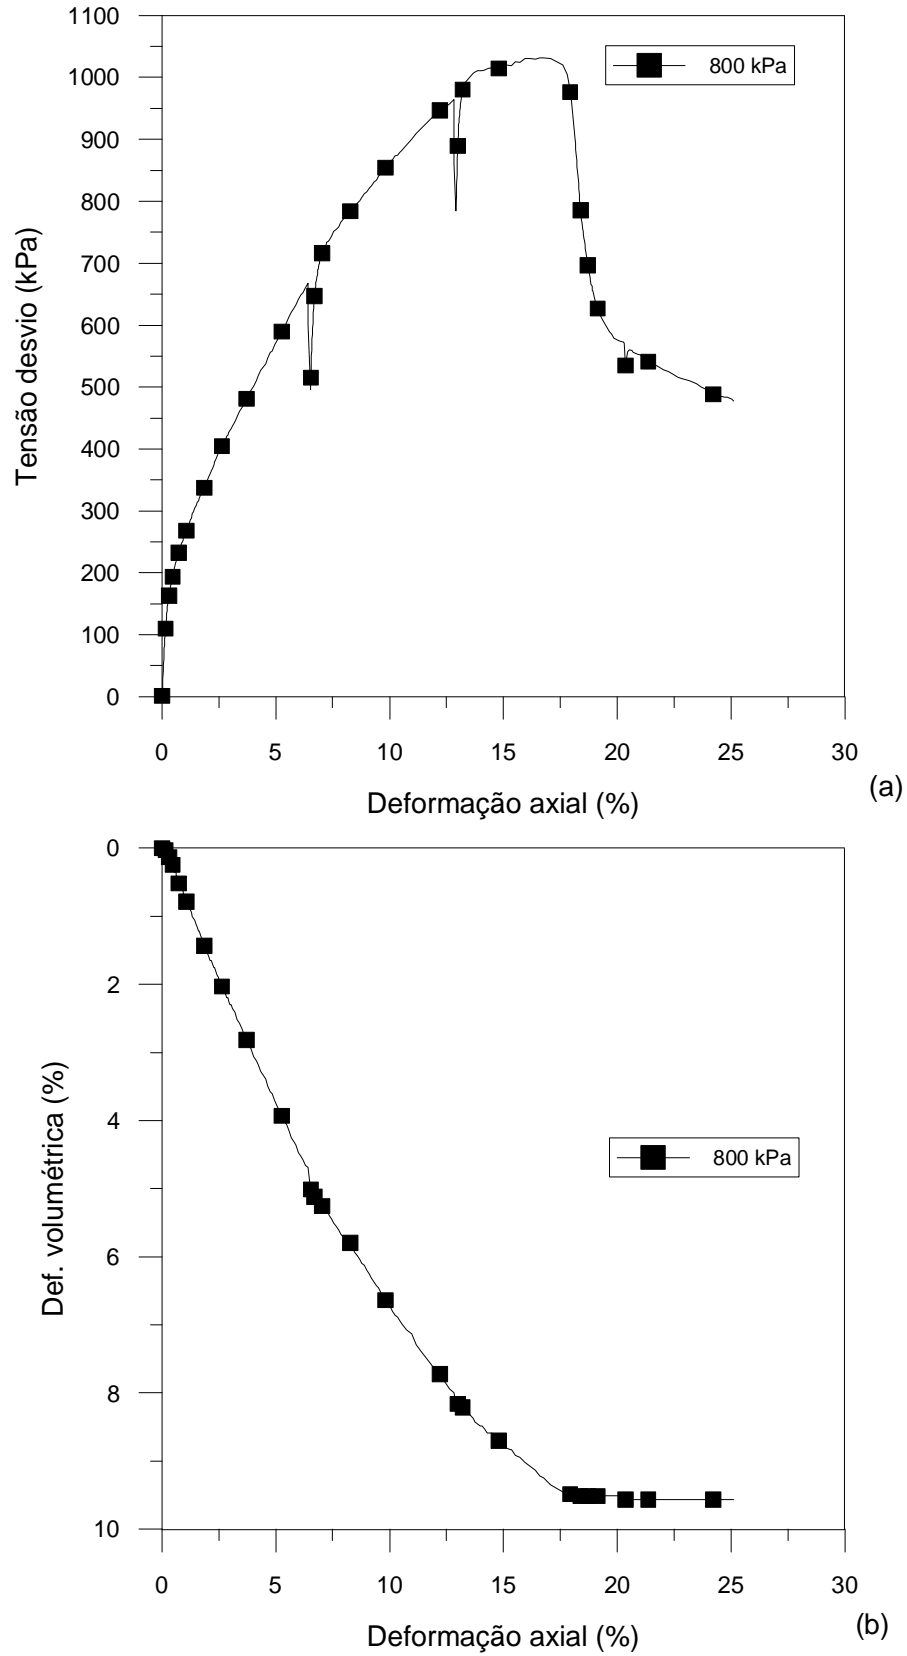 1100
1000
900
800
700
600
500
400
300
200
100
0
Tensão desvio (kPa)
800 kPa
0 5 10 15 20 25 30
Deformação axial (%)
(a)
0
2
4
6
8
10
Def. volumétrica (%)
800 kPa
0 5 10 15 20 25 30
Deformação axial (%)
(b)